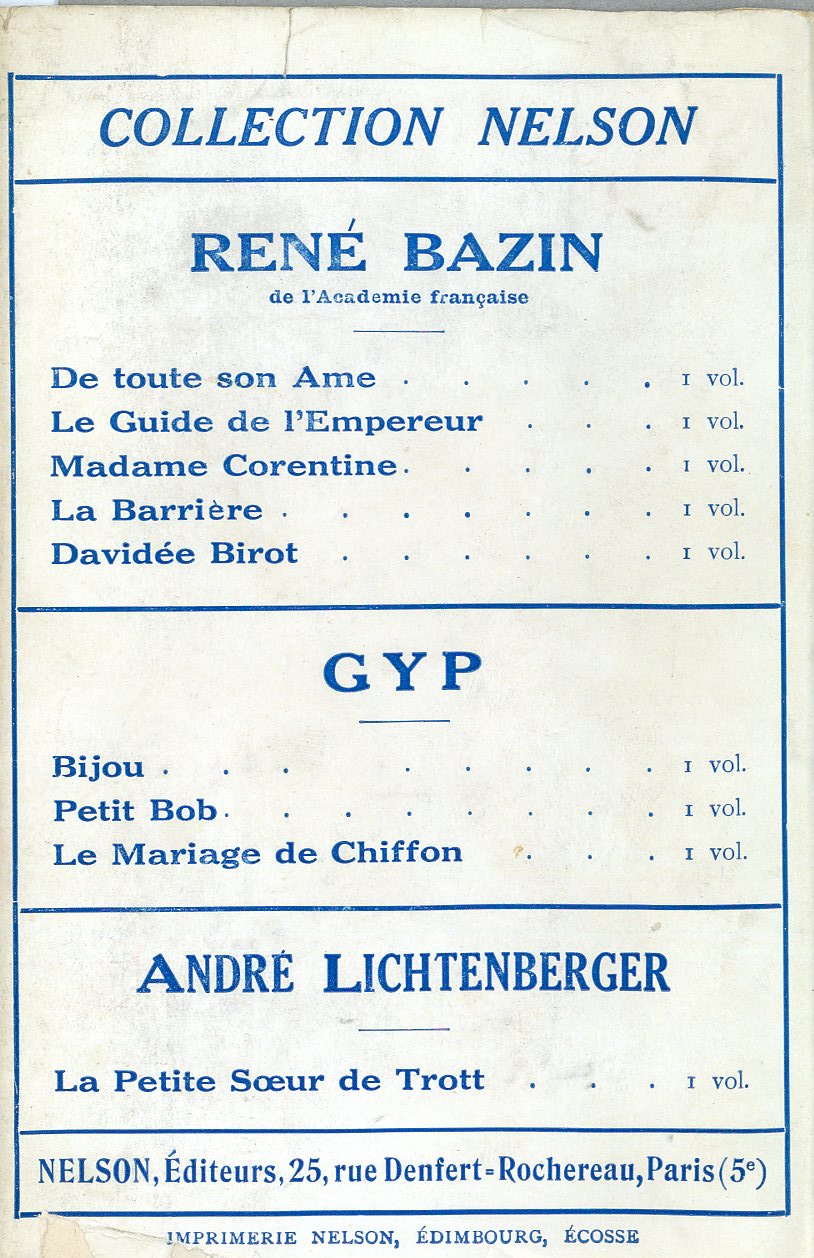 COLLECTION NELSON
RENÉ BAZIN
de l'Academie française
De toute son Ame . . . . . 1 vol.
Le Guide de l'Empereur . . . 1 vol.
Madame Corentine . . . . . 1 vol.
La Barrière . . . . . . . 1 vol.
Davidée Birot . . . . . . 1 vol.
GYP
Bijou . . . . . . . . 1 vol.
Petit Bob . . . . . . . . 1 vol.
Le Mariage de Chiffon . . . 1 vol.
ANDRÉ LICHTENBERGER
La Petite Sœur de Trott . . . 1 vol.
NELSON, Éditeurs, 25, rue Denfert=Rochereau, Paris (5e)
IMPRIMERIE NELSON, ÉDIMBOURG, ÉCOSSE